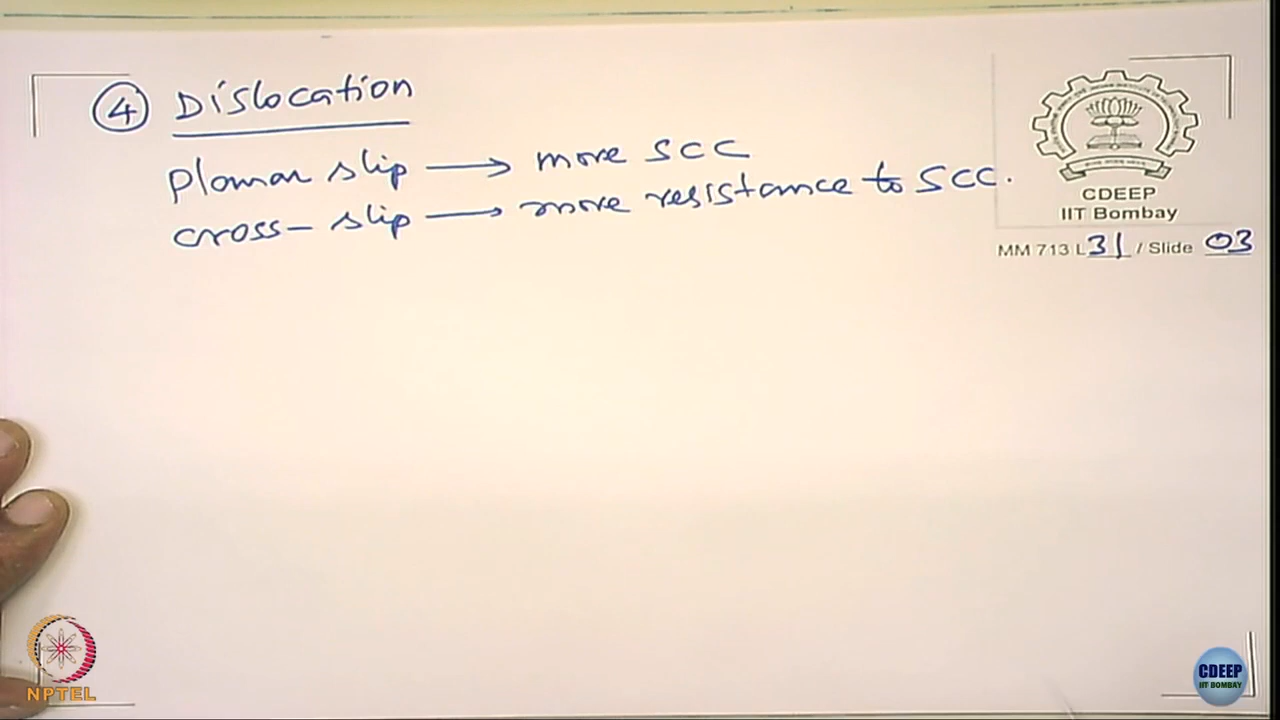 ④ Dislocation
planar slip → more SCC
cross-slip → more resistance to SCC.
CDEEP
IIT Bombay
MM 713 L31 / Slide 03
NPTEL
CDEEP
IIT BOMBAY